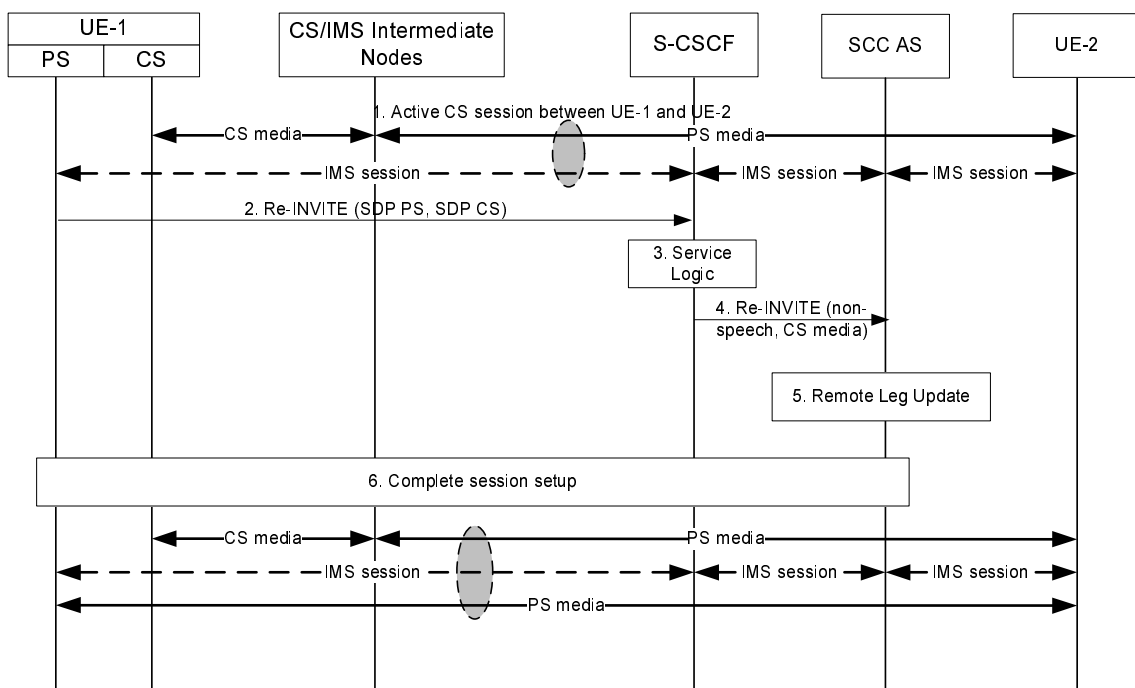 UE-1
PS
CS
CS/IMS Intermediate
Nodes
S-CSCF
SCC AS
UE-2
1. Active CS session between UE-1 and UE-2
CS media
PS media
IMS session
IMS session
IMS session
2. Re-INVITE (SDP PS, SDP CS)
3. Service
Logic
4. Re-INVITE (non-
speech, CS media)
5. Remote Leg Update
6. Complete session setup
CS media
PS media
IMS session
IMS session
IMS session
PS media